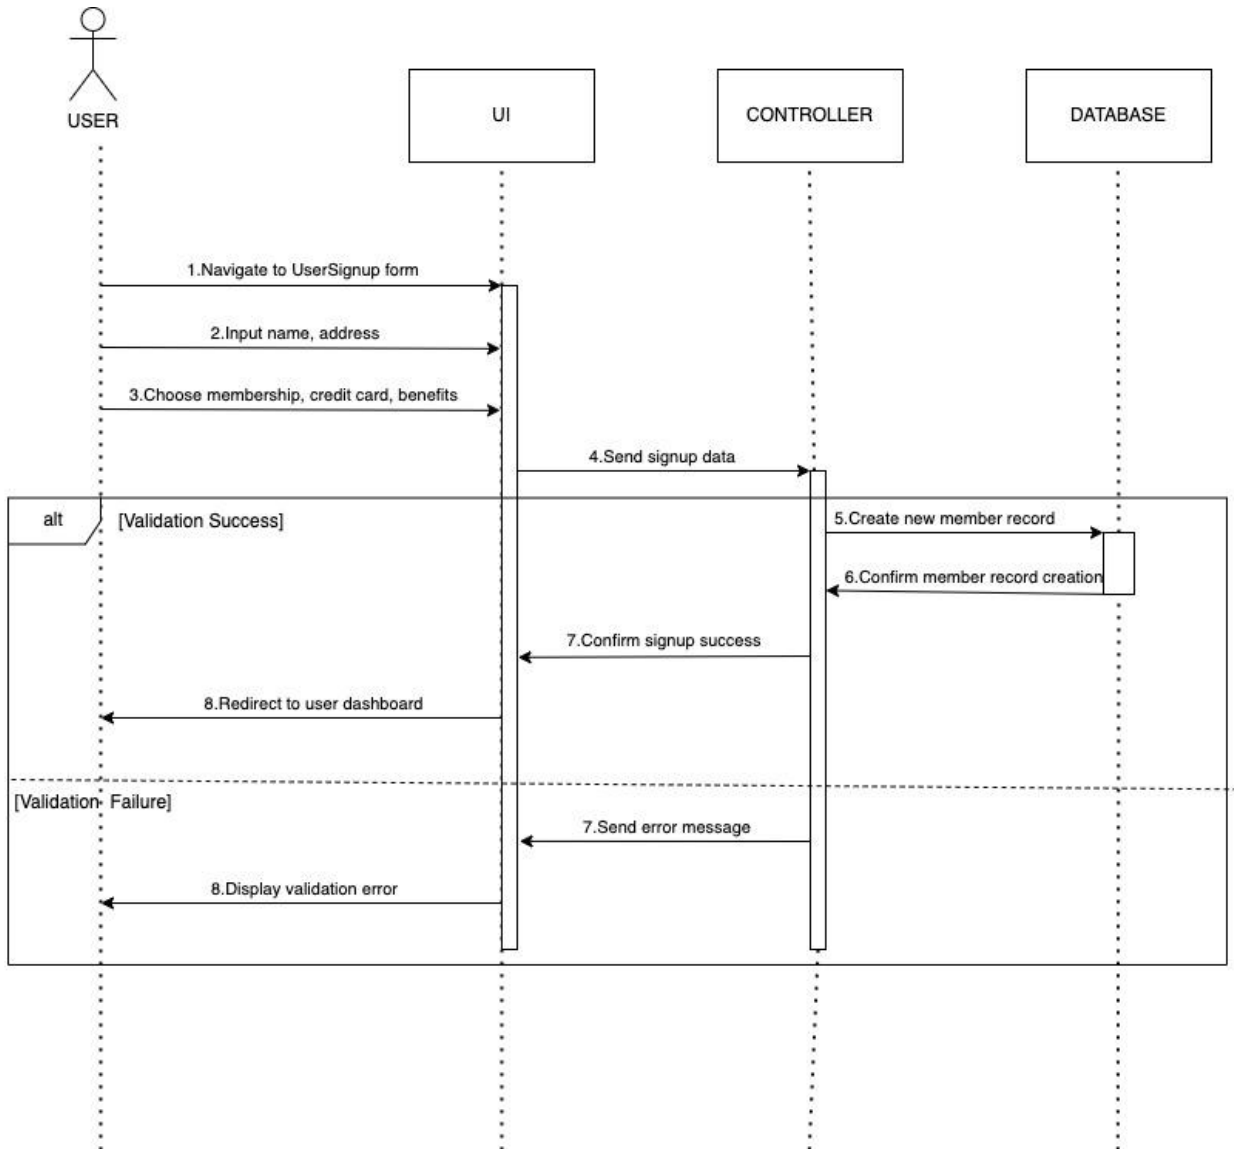 USER
UI
CONTROLLER
DATABASE
1.Navigate to UserSignup form
2.Input name, address
3.Choose membership, credit card, benefits
4.Send signup data
alt
[Validation Success]
5.Create new member record
6.Confirm member record creation
7.Confirm signup success
8.Redirect to user dashboard
[Validation Failure]
7.Send error message
8.Display validation error